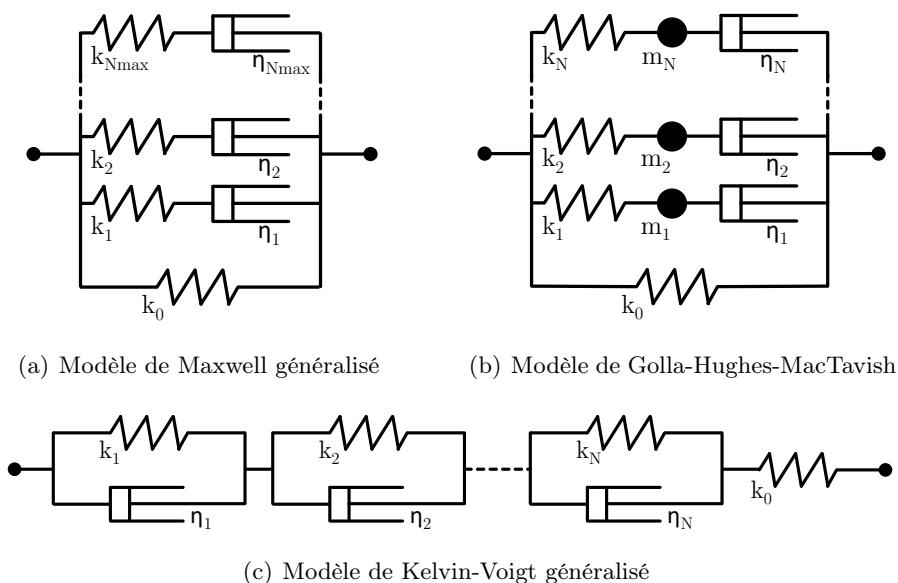 k_Nmax η_Nmax
k_2 η_2
k_1 η_1
k_0
(a) Modèle de Maxwell généralisé
k_N m_N η_N
k_2 m_2 η_2
k_1 m_1 η_1
k_0
(b) Modèle de Golla-Hughes-MacTavish
k_1 k_2 k_N
η_1 η_2 η_N k_0
(c) Modèle de Kelvin-Voigt généralisé